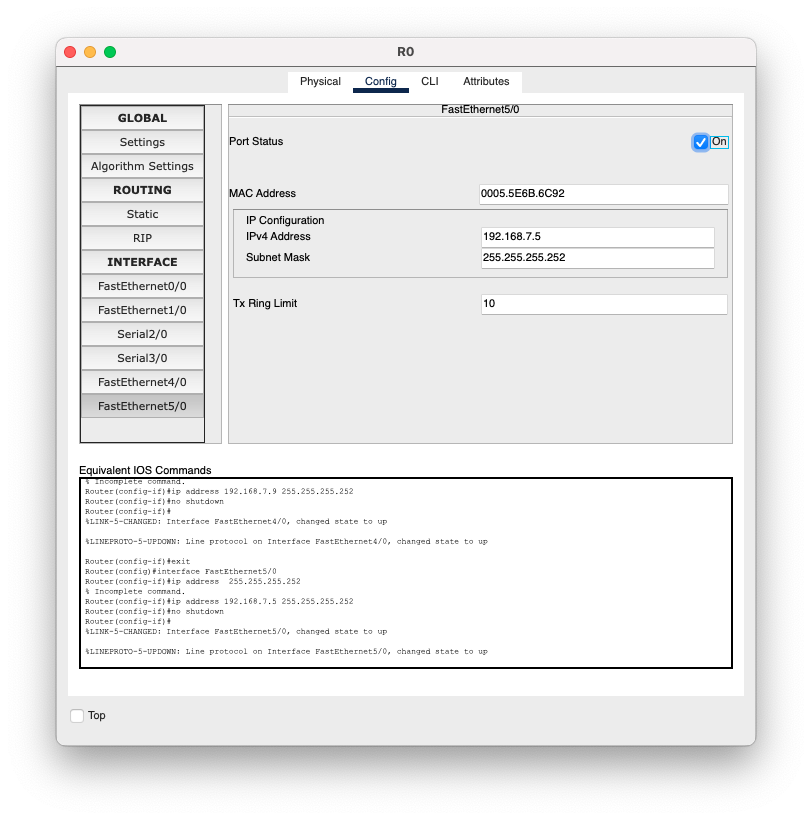 R0
Physical Config CLI Attributes
GLOBAL
Settings
Algorithm Settings
ROUTING
Static
RIP
INTERFACE
FastEthernet0/0
FastEthernet1/0
Serial2/0
Serial3/0
FastEthernet4/0
FastEthernet5/0
FastEthernet5/0
Port Status On
MAC Address 0005.5E6B.6C92
IP Configuration
IPv4 Address 192.168.7.5
Subnet Mask 255.255.255.252
Tx Ring Limit 10
Equivalent IOS Commands
% Incomplete command.
Router(config-if)#ip address 192.168.7.9 255.255.255.252
Router(config-if)#no shutdown
Router(config-if)#
%LINK-5-CHANGED: Interface FastEthernet4/0, changed state to up
%LINEPROTO-5-UPDOWN: Line protocol on Interface FastEthernet4/0, changed state to up
Router(config-if)#exit
Router(config)#interface FastEthernet5/0
Router(config-if)#ip address  255.255.255.252
% Incomplete command.
Router(config-if)#ip address 192.168.7.5 255.255.255.252
Router(config-if)#no shutdown
Router(config-if)#
%LINK-5-CHANGED: Interface FastEthernet5/0, changed state to up
%LINEPROTO-5-UPDOWN: Line protocol on Interface FastEthernet5/0, changed state to up
Top